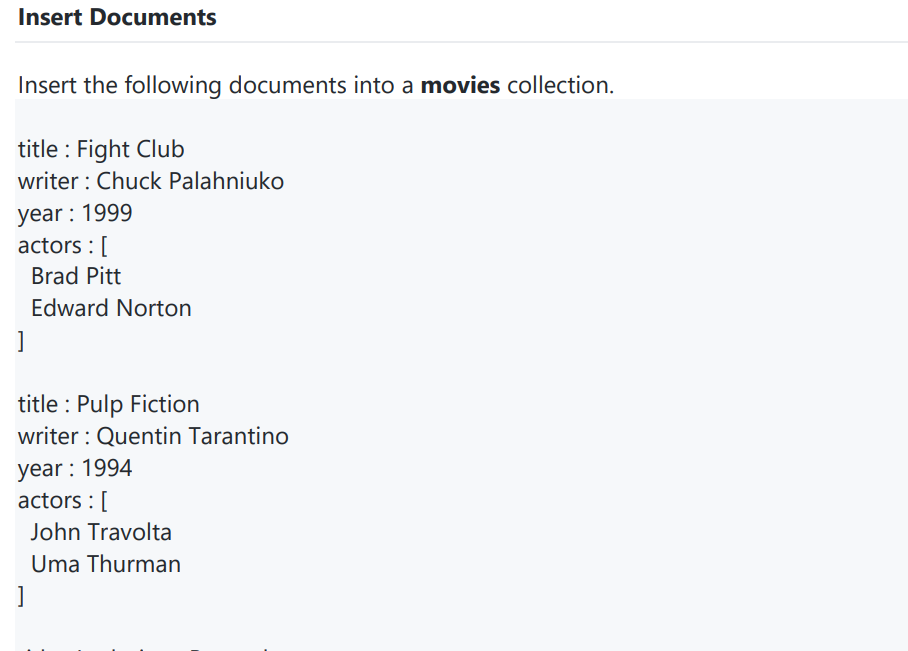 Insert Documents
Insert the following documents into a movies collection.
title : Fight Club
writer : Chuck Palahniuko
year : 1999
actors : [
Brad Pitt
Edward Norton
]
title : Pulp Fiction
writer : Quentin Tarantino
year : 1994
actors : [
John Travolta
Uma Thurman
]